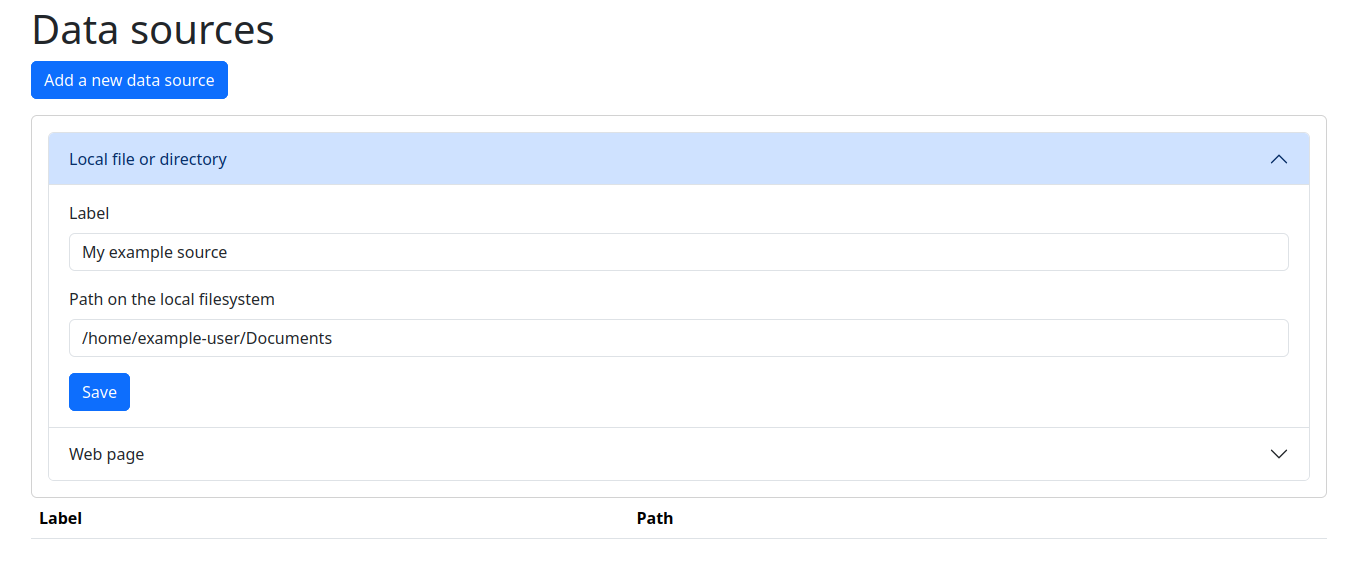 Data sources
Add a new data source
Local file or directory
Label
My example source
Path on the local filesystem
/home/example-user/Documents
Save
Web page
Label Path